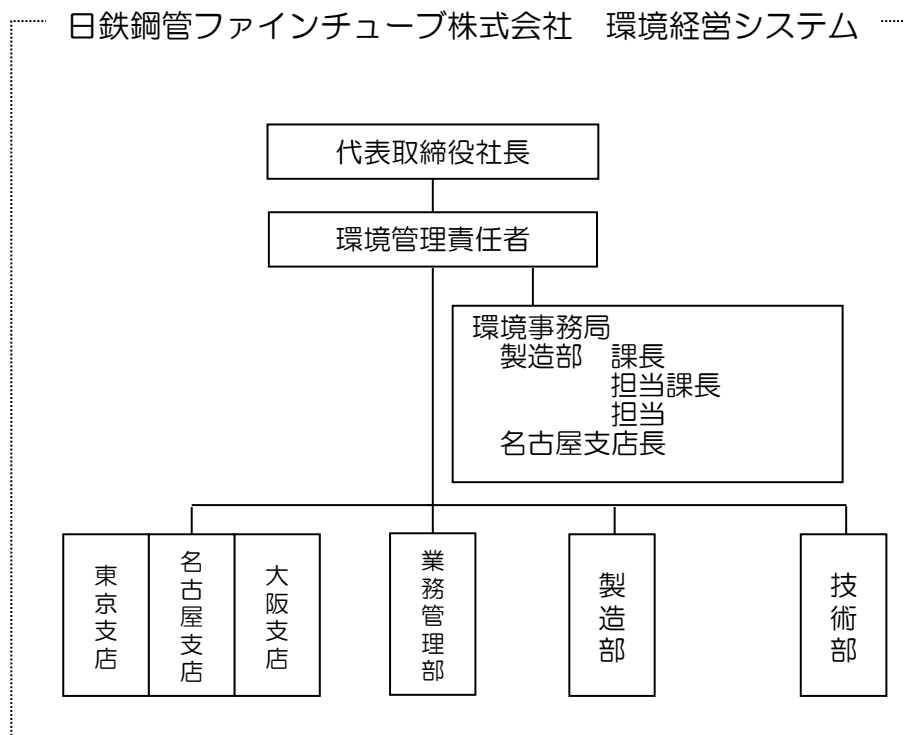 日鉄鋼管ファインチューブ株式会社　環境経営システム
代表取締役社長
環境管理責任者
環境事務局
製造部　課長
担当課長
担当
名古屋支店長
東京支店
名古屋支店
大阪支店
業務管理部
製造部
技術部